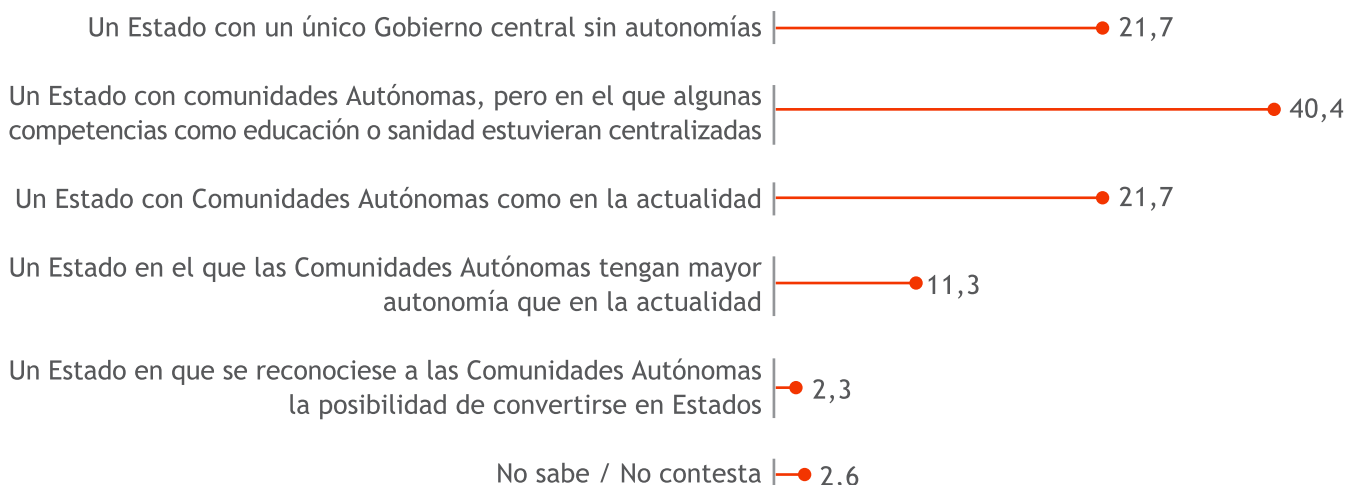 Un Estado con un único Gobierno central sin autonomías 21,7
Un Estado con comunidades Autónomas, pero en el que algunas
competencias como educación o sanidad estuvieran centralizadas
40,4
Un Estado con Comunidades Autónomas como en la actualidad 21,7
Un Estado en el que las Comunidades Autónomas tengan mayor
autonomía que en la actualidad
11,3
Un Estado en que se reconociese a las Comunidades Autónomas
la posibilidad de convertirse en Estados
2,3
No sabe / No contesta 2,6